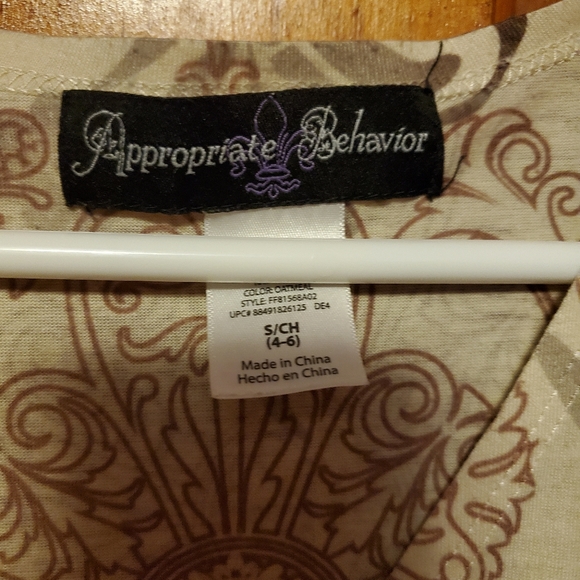 Appropriate Behavior
COLOR: OATMEAL
STYLE: FF81568A02
UPC# 88491826125 DE4
S/CH
(4-6)
Made in China
Hecho en China